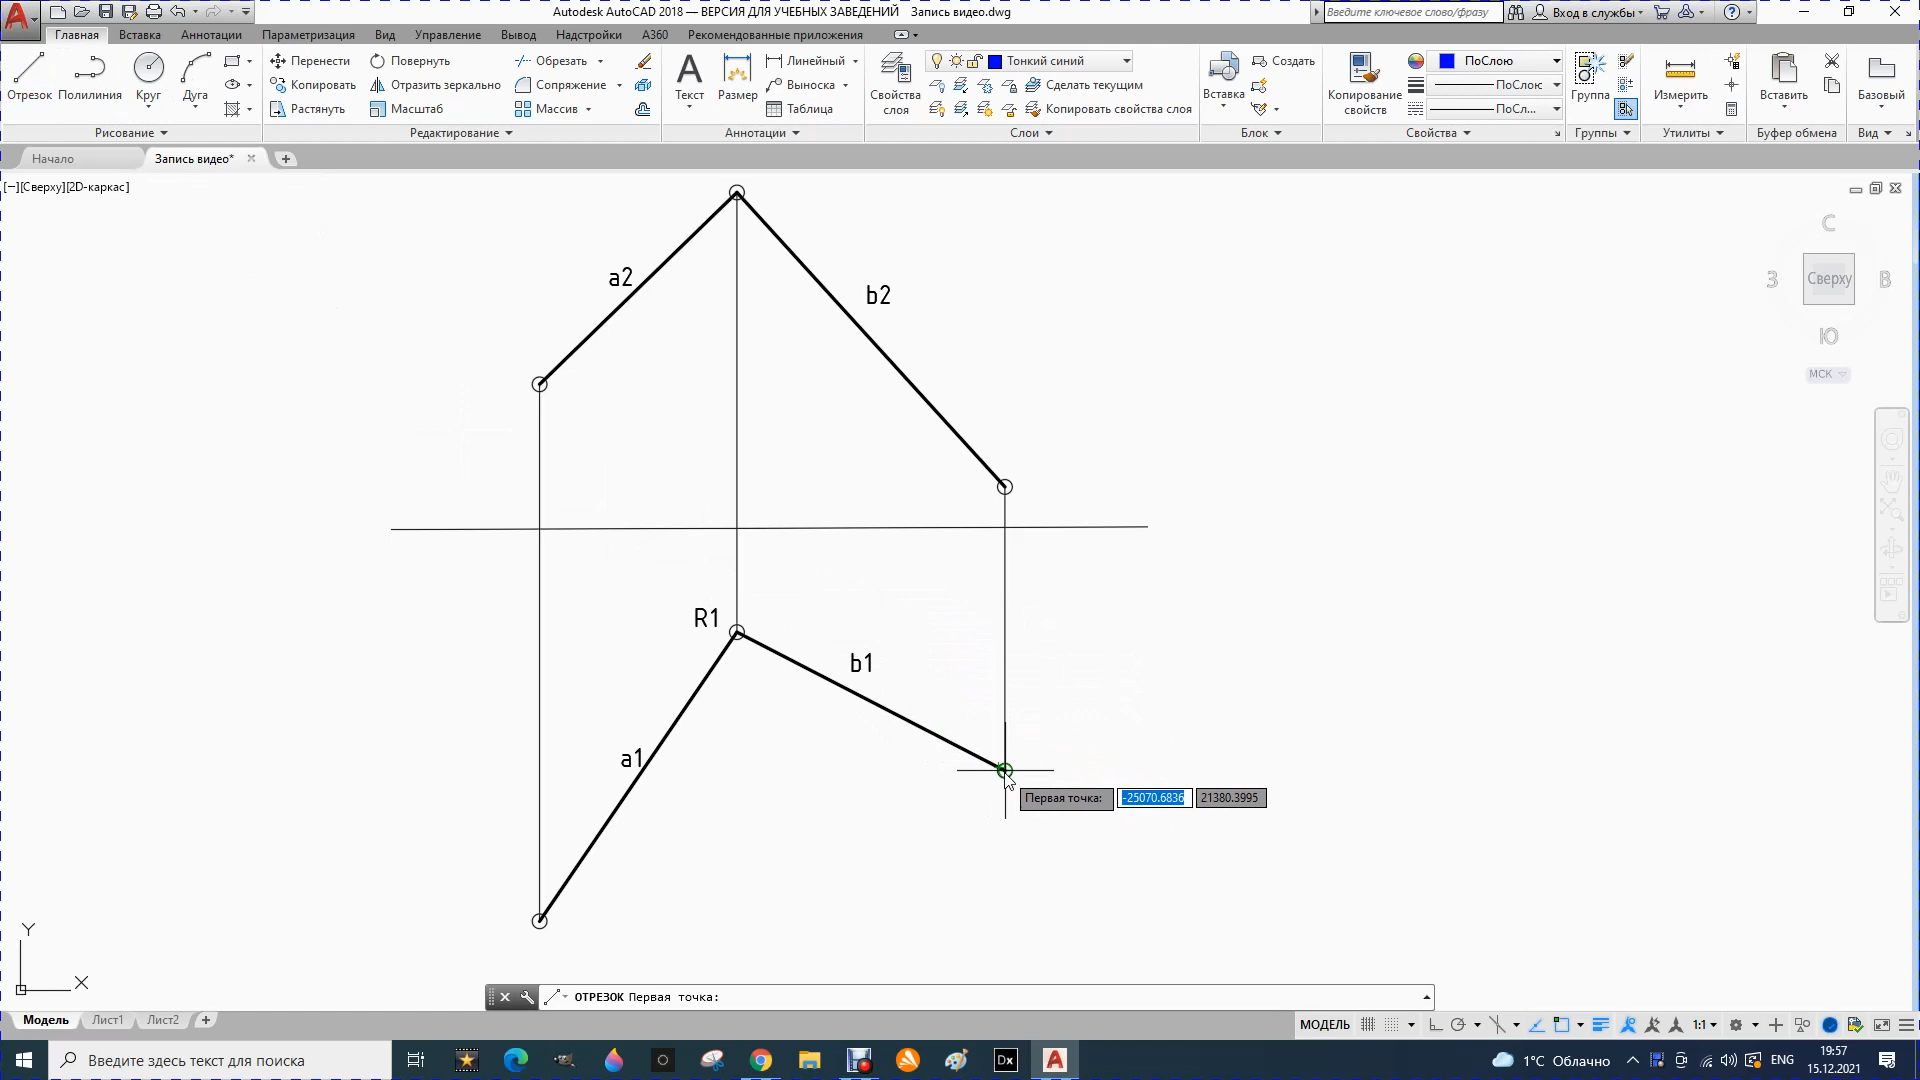 Autodesk AutoCAD 2018 — ВЕРСИЯ ДЛЯ УЧЕБНЫХ ЗАВЕДЕНИЙ Запись видео.dwg
Введите ключевое слово/фразу
Вход в службы
Главная Вставка Аннотации Параметризация Вид Управление Вывод Надстройки A360 Рекомендованные приложения
Отрезок Полилиния Круг Дуга
Рисование
Перенести Повернуть Обрезать
Копировать Отразить зеркально Сопряжение
Растянуть Масштаб Массив
Редактирование
Текст Размер
Линейный
Выноска
Таблица
Аннотации
Свойства слоя
Тонкий синий
Сделать текущим
Копировать свойства слоя
Слои
Вставка
Создать
Блок
Копирование свойств
ПоСлою
ПоСлою
ПоСл...
Свойства
Группа
Группы
Измерить
Утилиты
Вставить
Буфер обмена
Базовый
Вид
Начало Запись видео*
[−][Сверху][2D-каркас]
С
З Сверху В
Ю
МСК
a2
b2
R1
b1
a1
Первая точка: -25070.6836 21380.3995
Y
X
ОТРЕЗОК Первая точка:
Модель Лист1 Лист2
МОДЕЛЬ
1:1
Введите здесь текст для поиска
Dx
1°C Облачно
ENG
19:57
15.12.2021